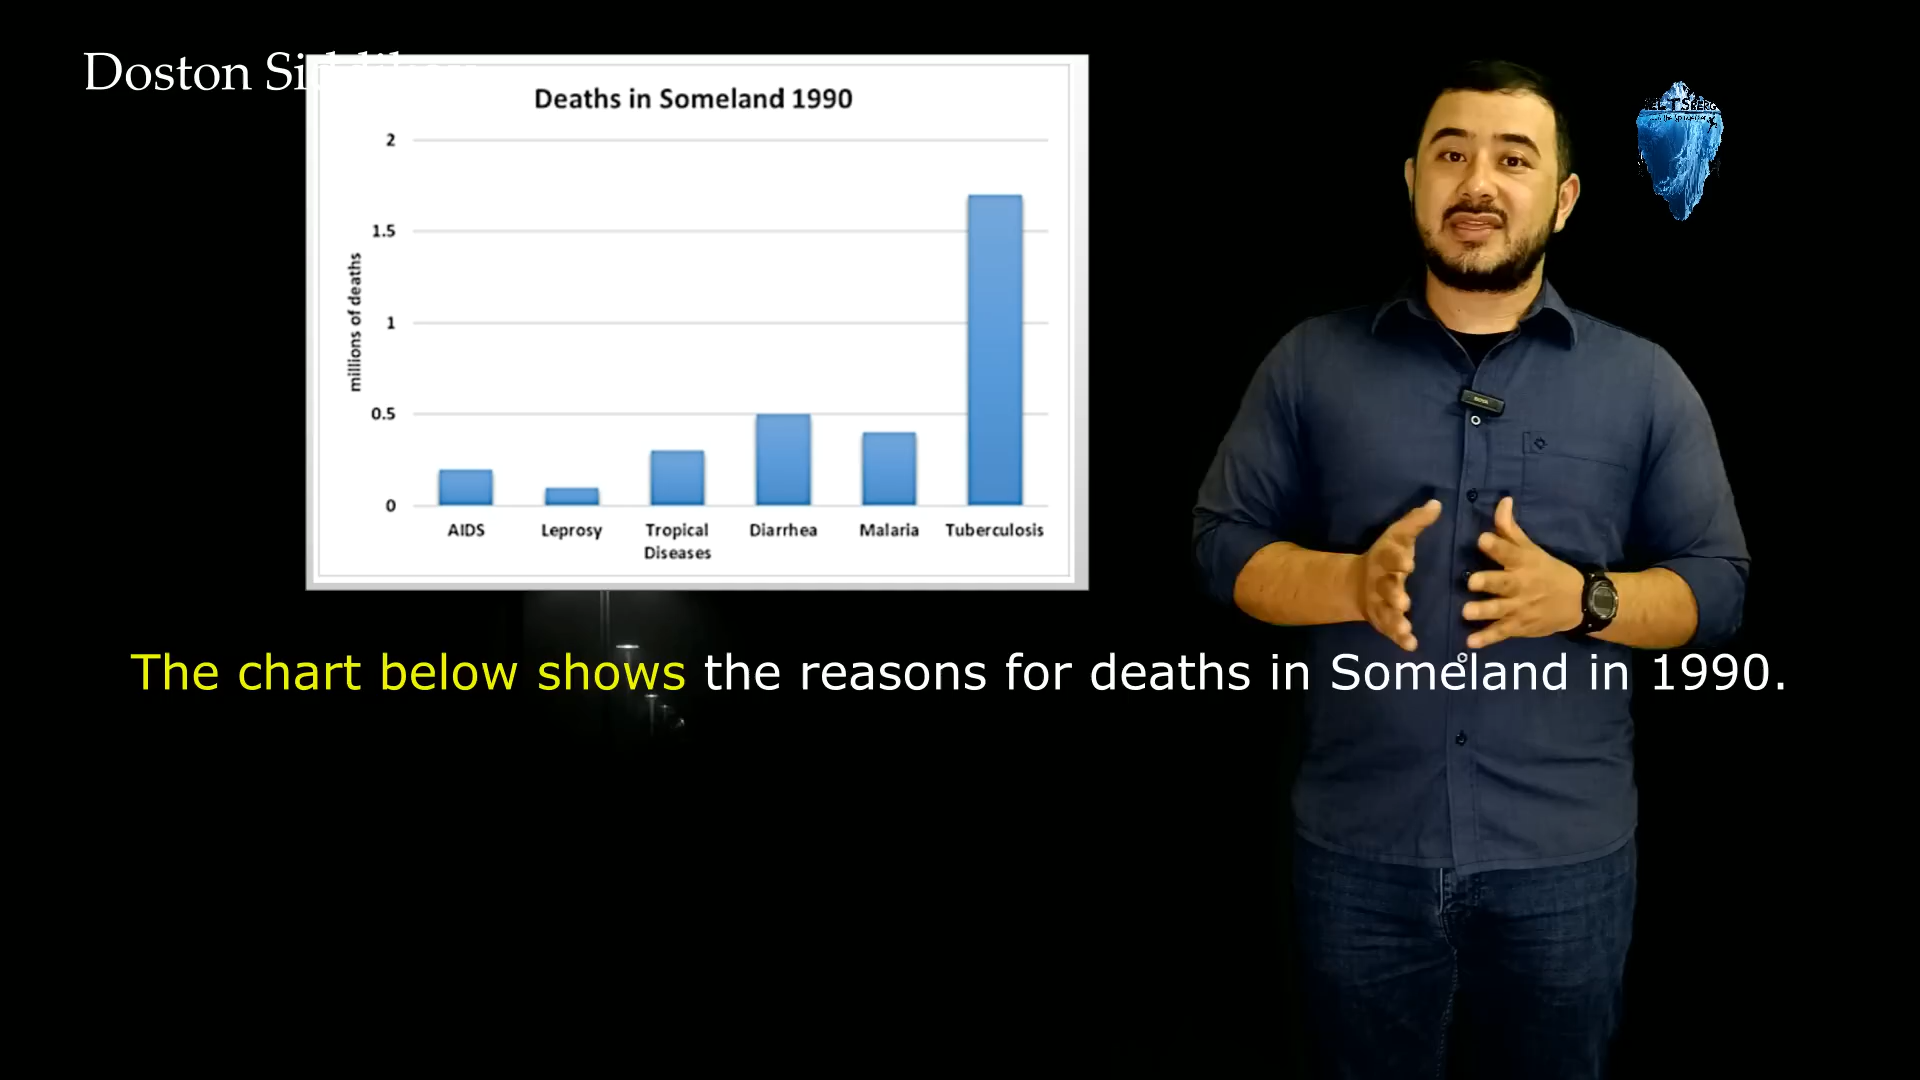 Doston
Deaths in Someland 1990
2
1.5
1
0.5
0
millions of deaths
AIDS
Leprosy
Tropical
Diseases
Diarrhea
Malaria
Tuberculosis
The chart below shows the reasons for deaths in Someland in 1990.